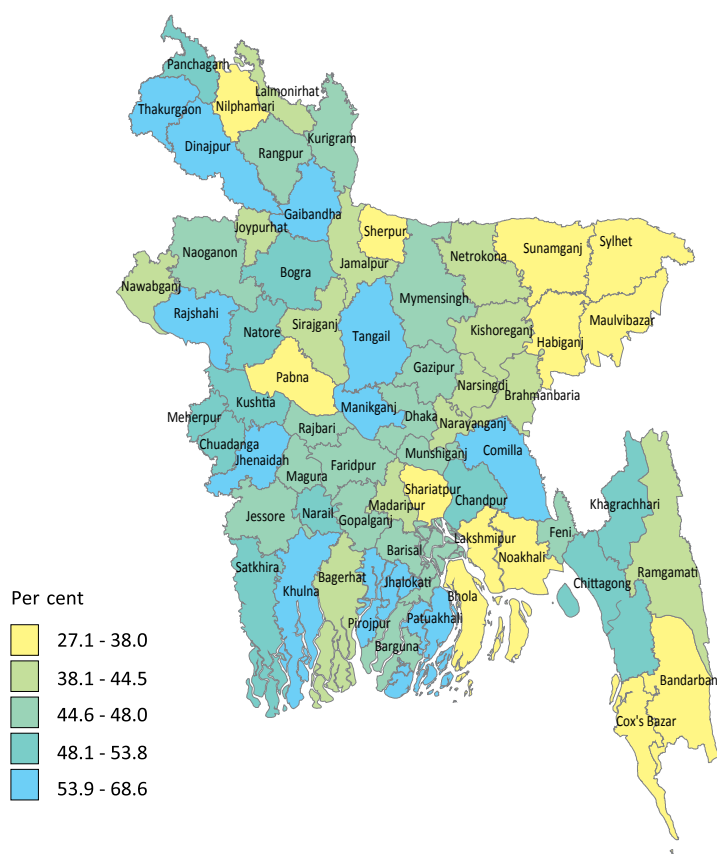 Panchagarh
Lalmonirhat
Thakurgaon
Nilphamari
Kurigram
Dinajpur
Rangpur
Gaibandha
Joypurhat
Sherpur
Sunamganj
Sylhet
Naoganon
Netrokona
Jamalpur
Bogra
Nawabganj
Mymensingh
Rajshahi
Maulvibazar
Sirajganj
Kishoreganj
Natore
Tangail
Habiganj
Gazipur
Pabna
Narsingdi
Brahmanbaria
Kushtia
Manikganj
Meherpur
Dhaka
Rajbari
Narayanganj
Chuadanga
Munshiganj
Comilla
Jhenaidah
Faridpur
Magura
Shariatpur
Chandpur
Khagrachhari
Madaripur
Jessore
Narail
Gopalganj
Feni
Lakshmipur
Barisal
Noakhali
Satkhira
Ramgamati
Bagerhat
Jhalokati
Chittagong
Khulna
Bhola
Pirojpur
Patuakhali
Barguna
Bandarban
Cox's Bazar
Per cent
27.1 - 38.0
38.1 - 44.5
44.6 - 48.0
48.1 - 53.8
53.9 - 68.6